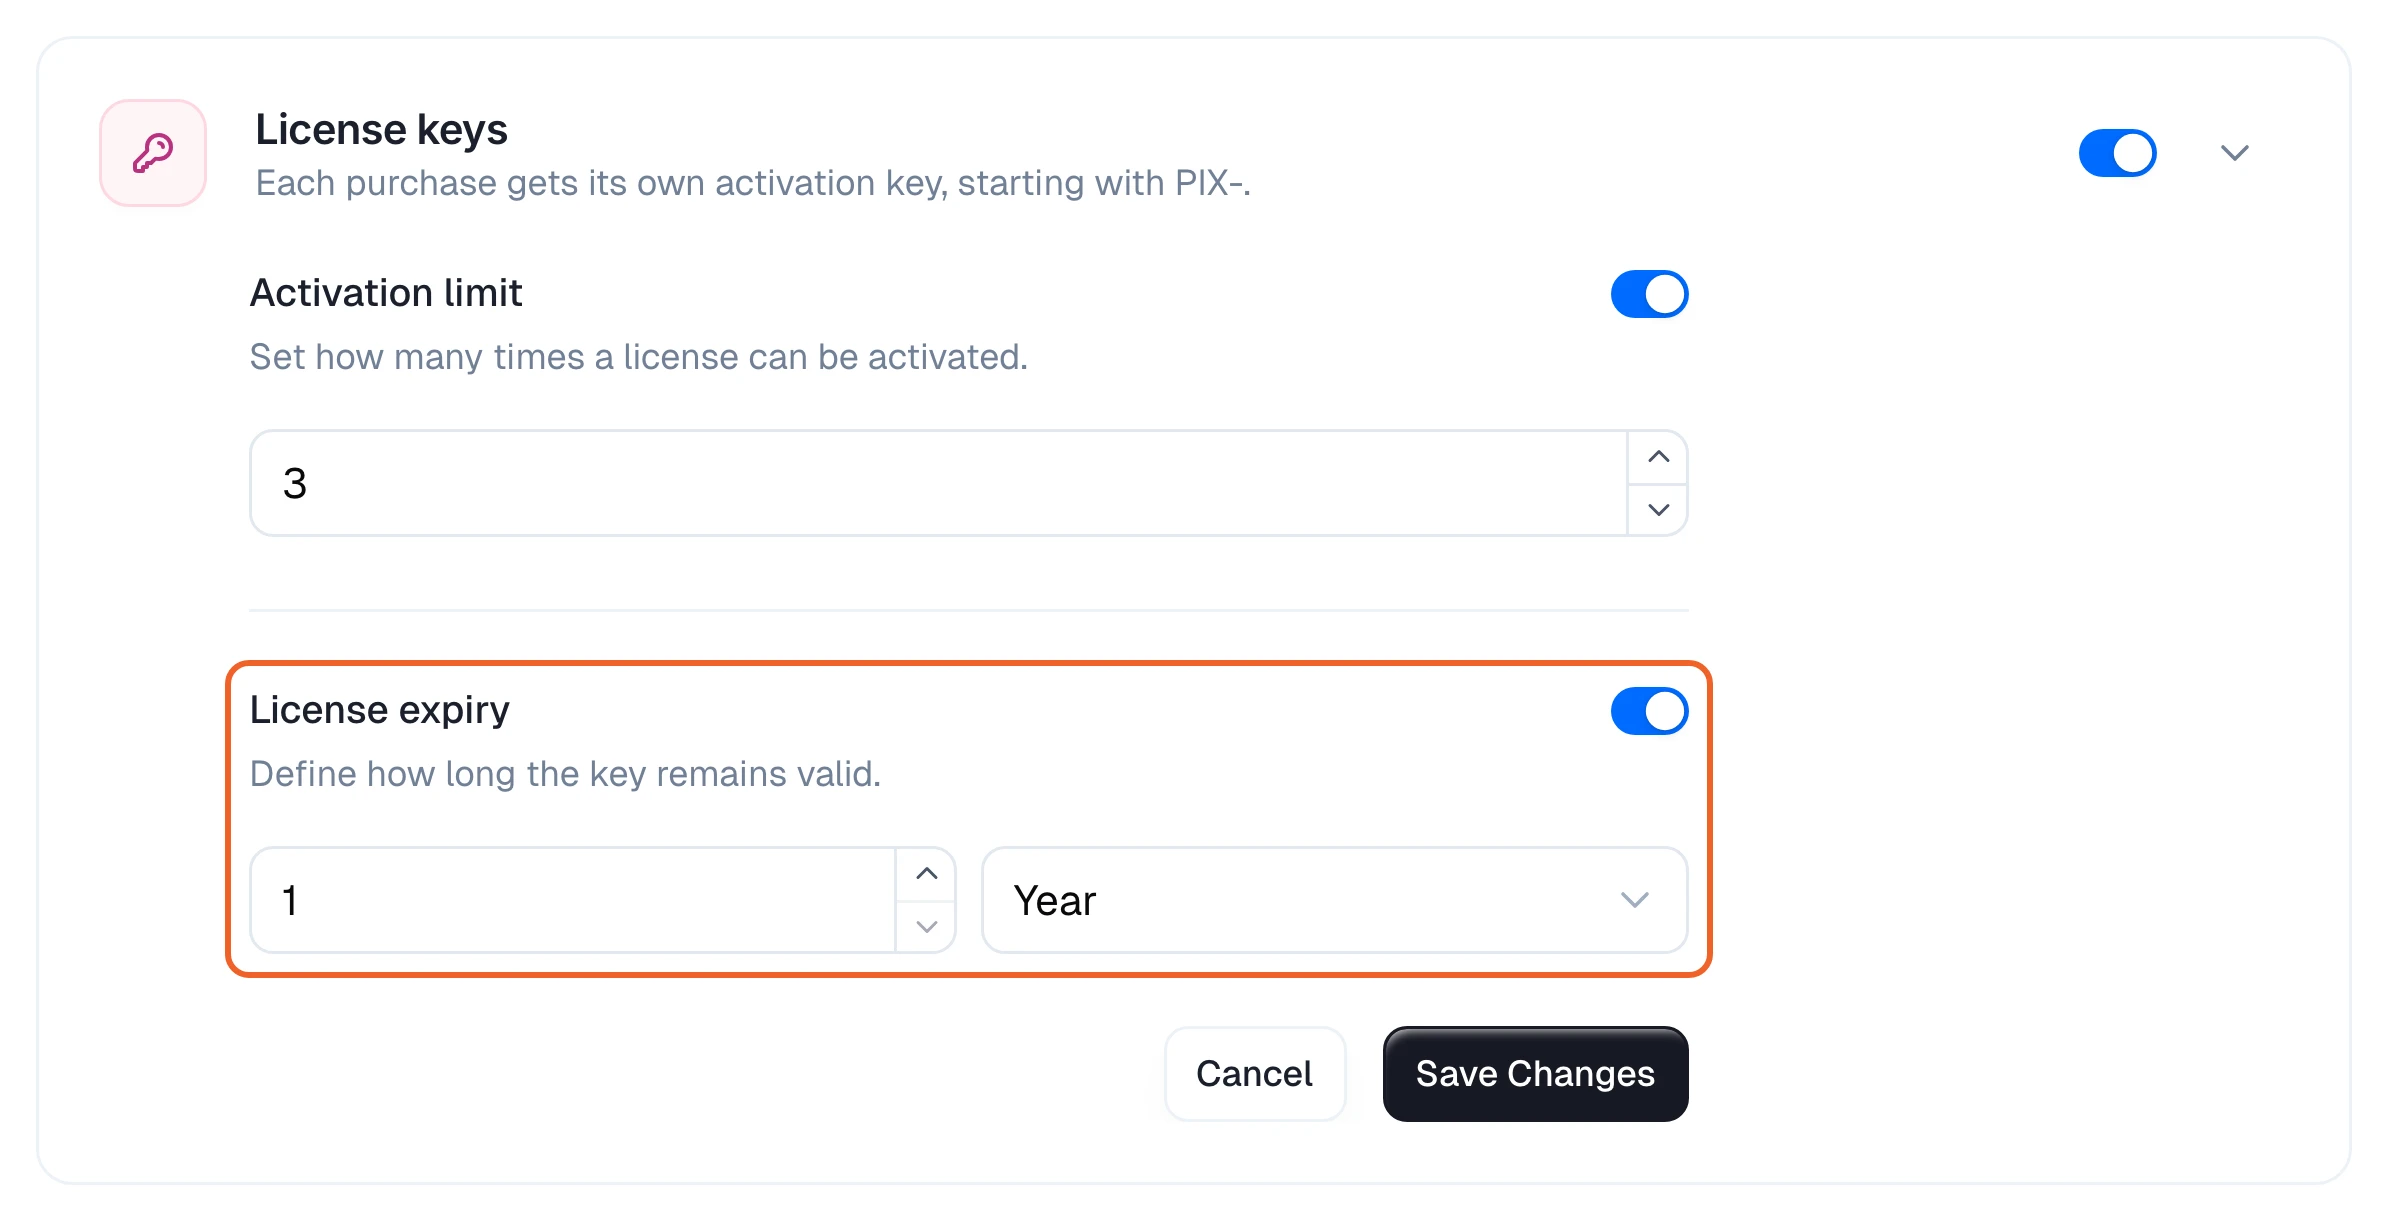 License keys
Each purchase gets its own activation key, starting with PIX-.
Activation limit
Set how many times a license can be activated.
3
License expiry
Define how long the key remains valid.
1
Year
Cancel
Save Changes